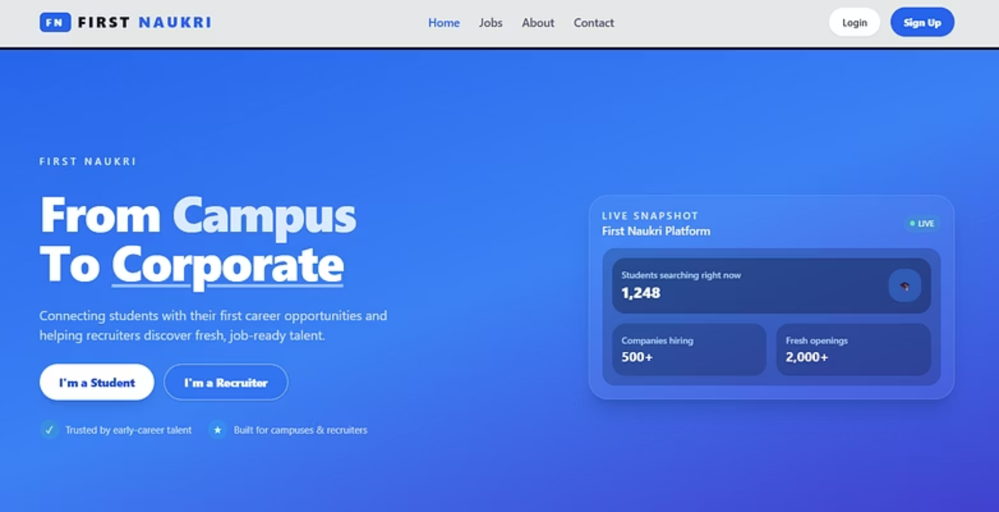 FN FIRST NAUKRI
Home Jobs About Contact
Login Sign Up
FIRST NAUKRI
From Campus
To Corporate
Connecting students with their first career opportunities and
helping recruiters discover fresh, job-ready talent.
I'm a Student I'm a Recruiter
✓ Trusted by early-career talent ★ Built for campuses & recruiters
LIVE SNAPSHOT
First Naukri Platform
LIVE
Students searching right now
1,248
Companies hiring
500+
Fresh openings
2,000+